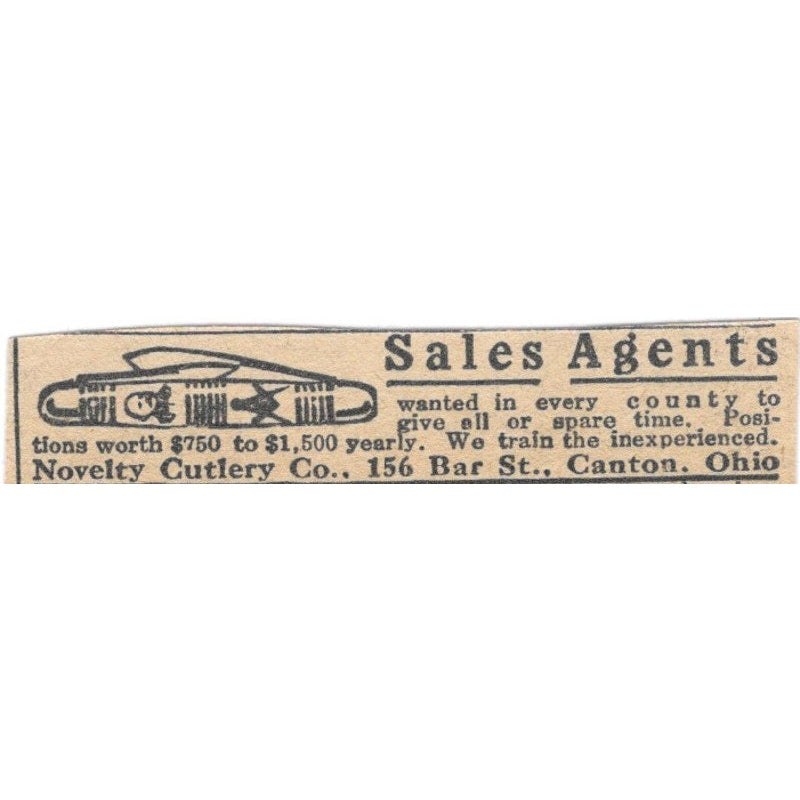 Sales Agents
wanted in every county to
give all or spare time. Posi-
tions worth $750 to $1,500 yearly. We train the inexperienced.
Novelty Cutlery Co., 156 Bar St., Canton, Ohio